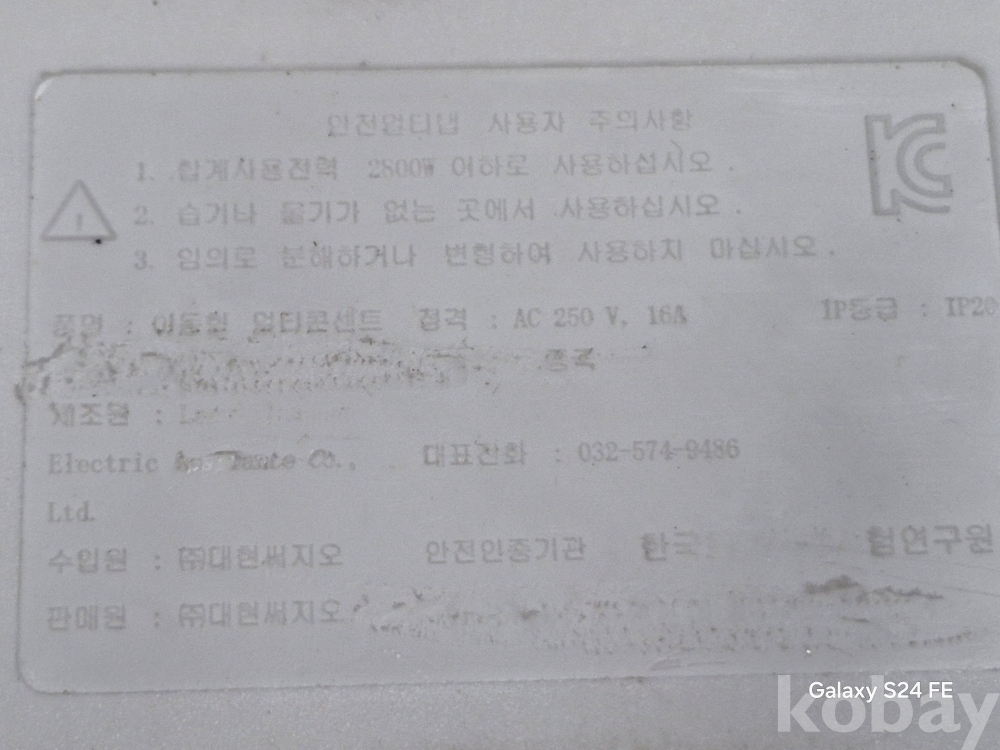 안전멀티탭 사용자 주의사항
1. 합계사용전력 2800W 이하로 사용하십시오.
2. 습기나 물기가 없는 곳에서 사용하십시오.
3. 임의로 분해하거나 변형하여 사용하지 마십시오.
KC
품명 : 이동형 멀티콘센트 정격 : AC 250 V, 16A IP등급 : IP20
중국
제조원 :
Electric Co., 대표전화 : 032-574-9486
Ltd.
수입원 : ㈜대현써지오 안전인증기관 한국 험연구원
판매원 : ㈜대현써지오
Galaxy S24 FE
kobay